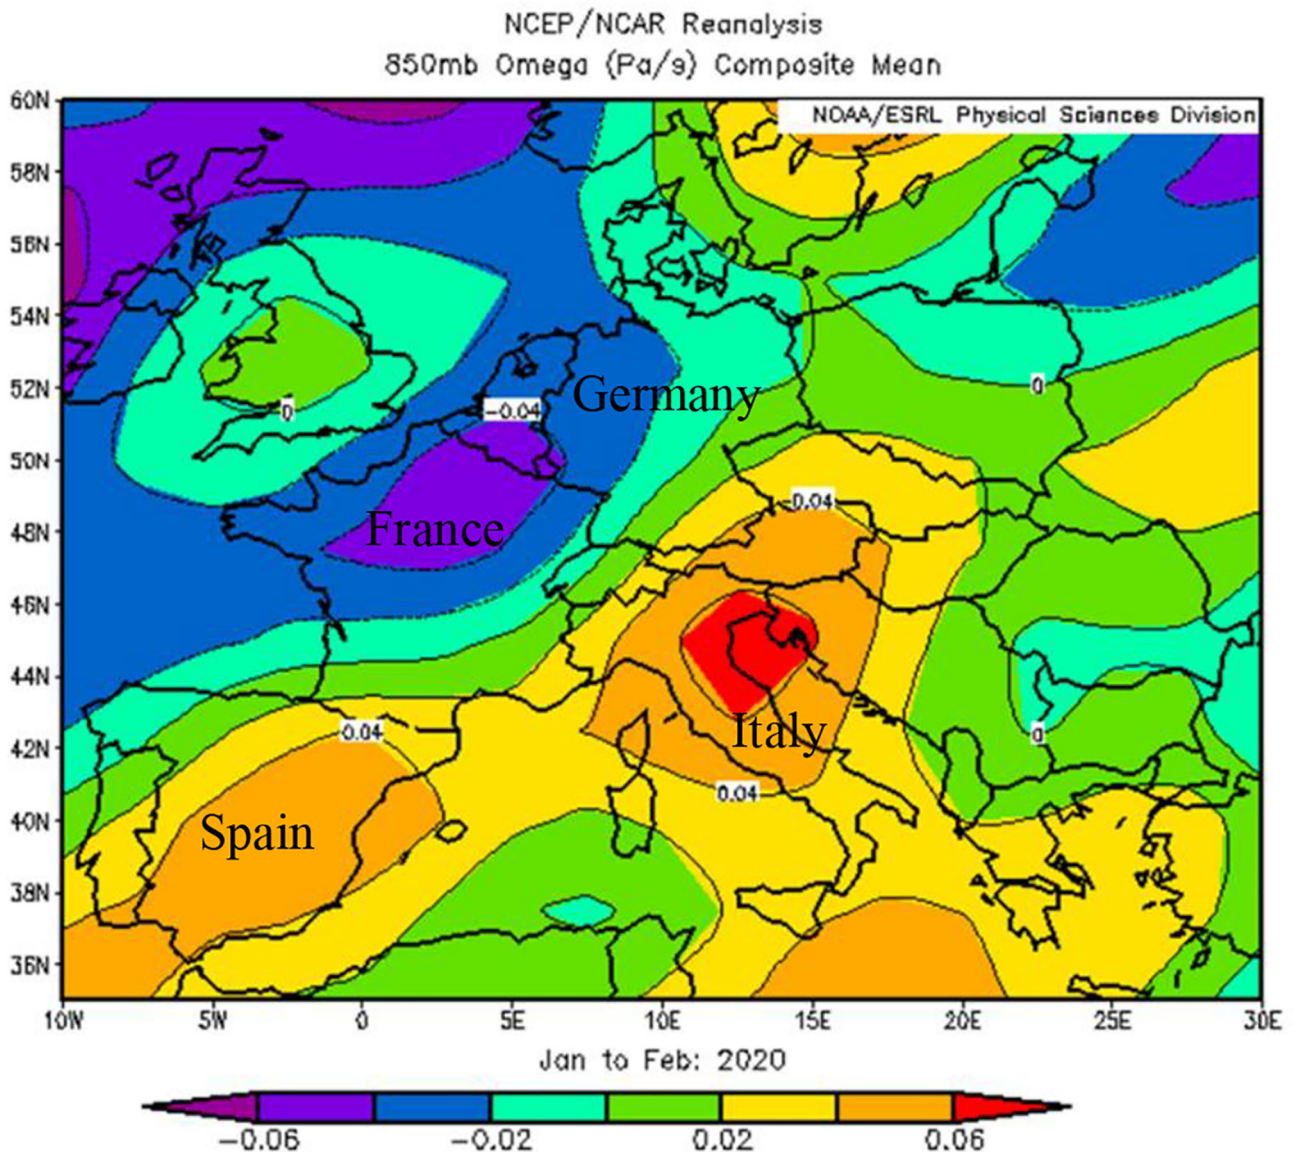 NCEP/NCAR Reanalysis
850mb Omega (Pa/s) Composite Mean
NOAA/ESRL Physical Sciences Division
60N
58N
56N
54N
52N
50N
48N
46N
44N
42N
40N
38N
36N
0
-0.04
Germany
0
France
0.04
Italy
0.04
0
0.04
Spain
10W 5W 0 5E 10E 15E 20E 25E 30E
Jan to Feb: 2020
-0.06 -0.02 0.02 0.06